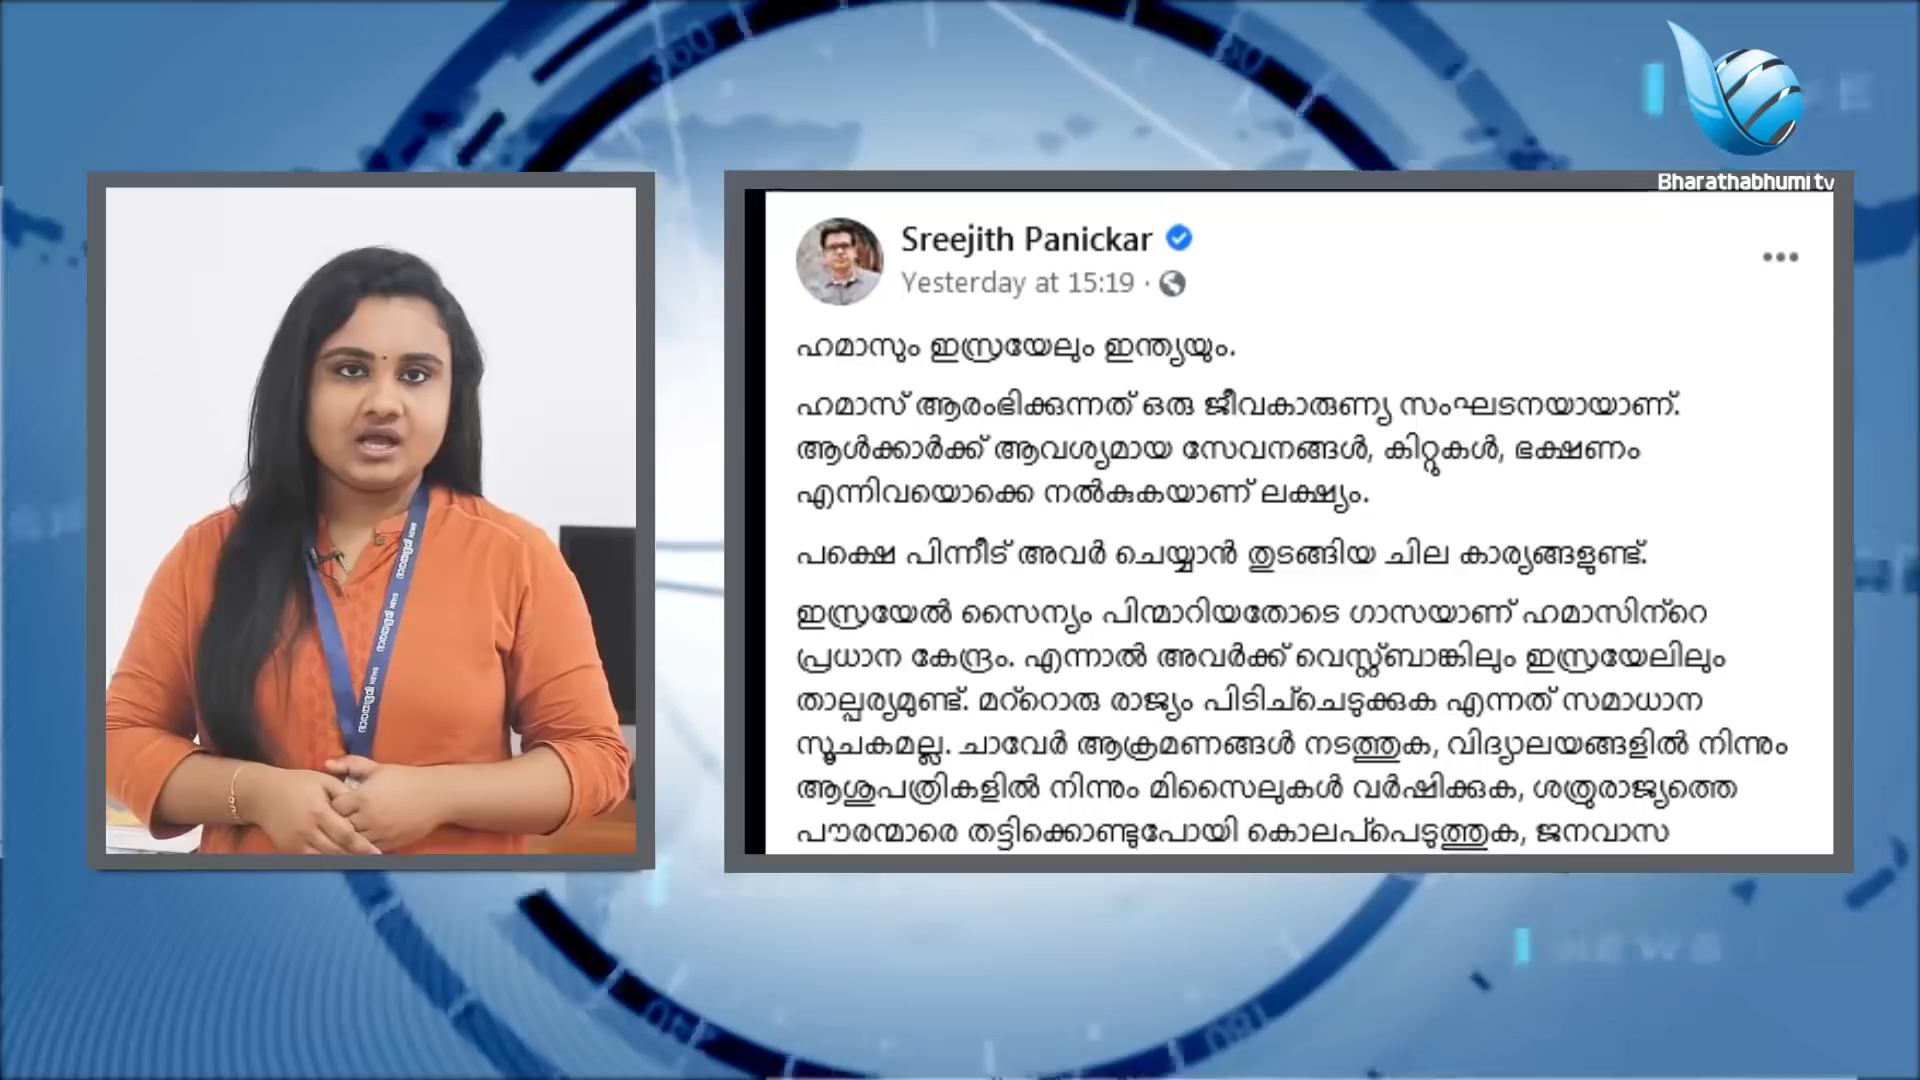 Bharathabhumi tv
Sreejith Panickar
Yesterday at 15:19 ·
ഹമാസും ഇസ്രയേലും ഇന്ത്യയും.
ഹമാസ് ആരംഭിക്കുന്നത് ഒരു ജീവകാരുണ്യ സംഘടനയായാണ്.
ആൾക്കാർക്ക് ആവശ്യമായ സേവനങ്ങൾ, കിറ്റുകൾ, ഭക്ഷണം
എന്നിവയൊക്കെ നൽകുകയാണ് ലക്ഷ്യം.
പക്ഷെ പിന്നീട് അവർ ചെയ്യാൻ തുടങ്ങിയ ചില കാര്യങ്ങളുണ്ട്.
ഇസ്രയേൽ സൈന്യം പിന്മാറിയതോടെ ഗാസയാണ് ഹമാസിന്റെ
പ്രധാന കേന്ദ്രം. എന്നാൽ അവർക്ക് വെസ്റ്റ്ബാങ്കിലും ഇസ്രയേലിലും
താല്പര്യമുണ്ട്. മറ്റൊരു രാജ്യം പിടിച്ചെടുക്കുക എന്നത് സമാധാന
സൂചകമല്ല. ചാവേർ ആക്രമണങ്ങൾ നടത്തുക, വിദ്യാലയങ്ങളിൽ നിന്നും
ആശുപത്രികളിൽ നിന്നും മിസൈലുകൾ വർഷിക്കുക, ശത്രുരാജ്യത്തെ
പൗരന്മാരെ തട്ടിക്കൊണ്ടുപോയി കൊലപ്പെടുത്തുക, ജനവാസ
NEWS